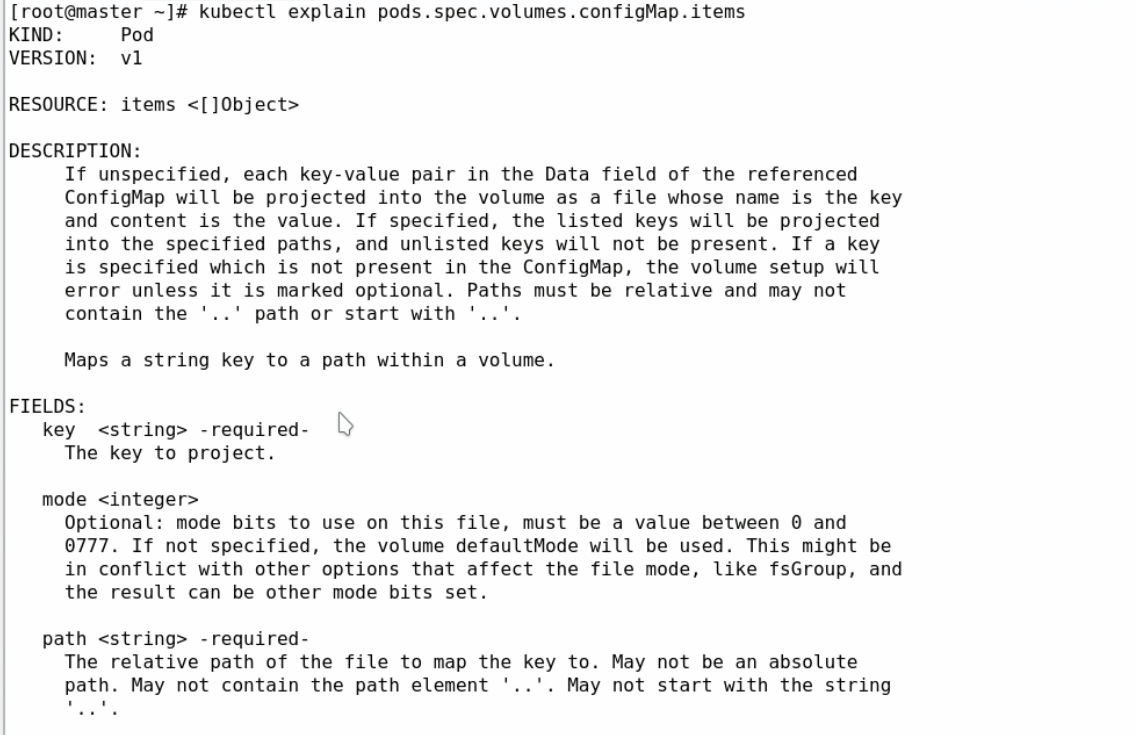 [root@master ~]# kubectl explain pods.spec.volumes.configMap.items
KIND:     Pod
VERSION:  v1

RESOURCE: items <[]Object>

DESCRIPTION:
     If unspecified, each key-value pair in the Data field of the referenced
     ConfigMap will be projected into the volume as a file whose name is the key
     and content is the value. If specified, the listed keys will be projected
     into the specified paths, and unlisted keys will not be present. If a key
     is specified which is not present in the ConfigMap, the volume setup will
     error unless it is marked optional. Paths must be relative and may not
     contain the '..' path or start with '..'.

     Maps a string key to a path within a volume.

FIELDS:
   key  <string> -required-
     The key to project.

   mode <integer>
     Optional: mode bits to use on this file, must be a value between 0 and
     0777. If not specified, the volume defaultMode will be used. This might be
     in conflict with other options that affect the file mode, like fsGroup, and
     the result can be other mode bits set.

   path <string> -required-
     The relative path of the file to map the key to. May not be an absolute
     path. May not contain the path element '..'. May not start with the string
     '..'.